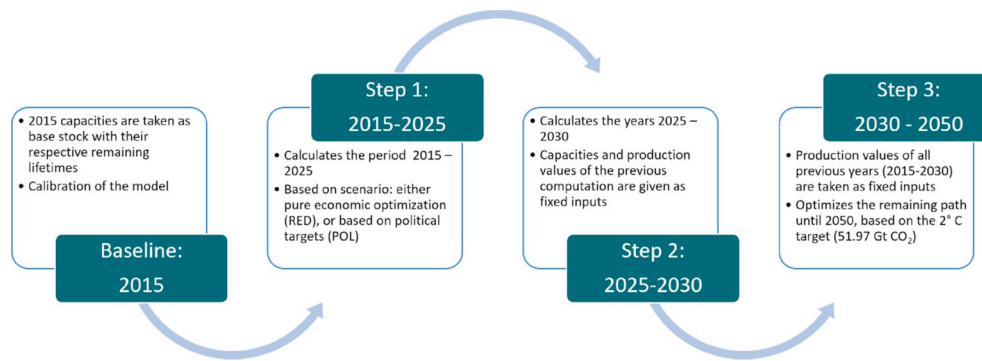 • 2015 capacities are taken as
base stock with their
respective remaining
lifetimes
• Calibration of the model
Baseline:
2015
Step 1:
2015-2025
• Calculates the period 2015 –
2025
• Based on scenario: either
pure economic optimization
(RED), or based on political
targets (POL)
• Calculates the years 2025 –
2030
• Capacities and production
values of the previous
computation are given as
fixed inputs
Step 2:
2025-2030
Step 3:
2030 - 2050
• Production values of all
previous years (2015-2030)
are taken as fixed inputs
• Optimizes the remaining path
until 2050, based on the 2° C
target (51.97 Gt CO₂)